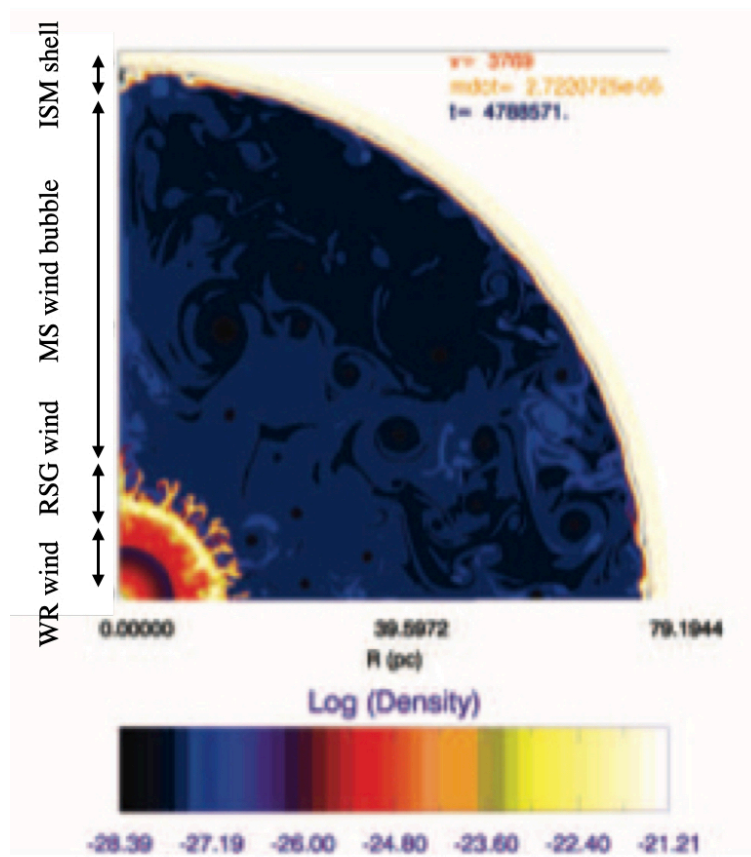 ISM shell
MS wind bubble
RSG wind
WR wind
v= 3769
mdot= 2.7220725e-05
t= 4788571.
0.00000 39.5972 79.1944
R (pc)
Log (Density)
-28.39 -27.19 -26.00 -24.80 -23.60 -22.40 -21.21